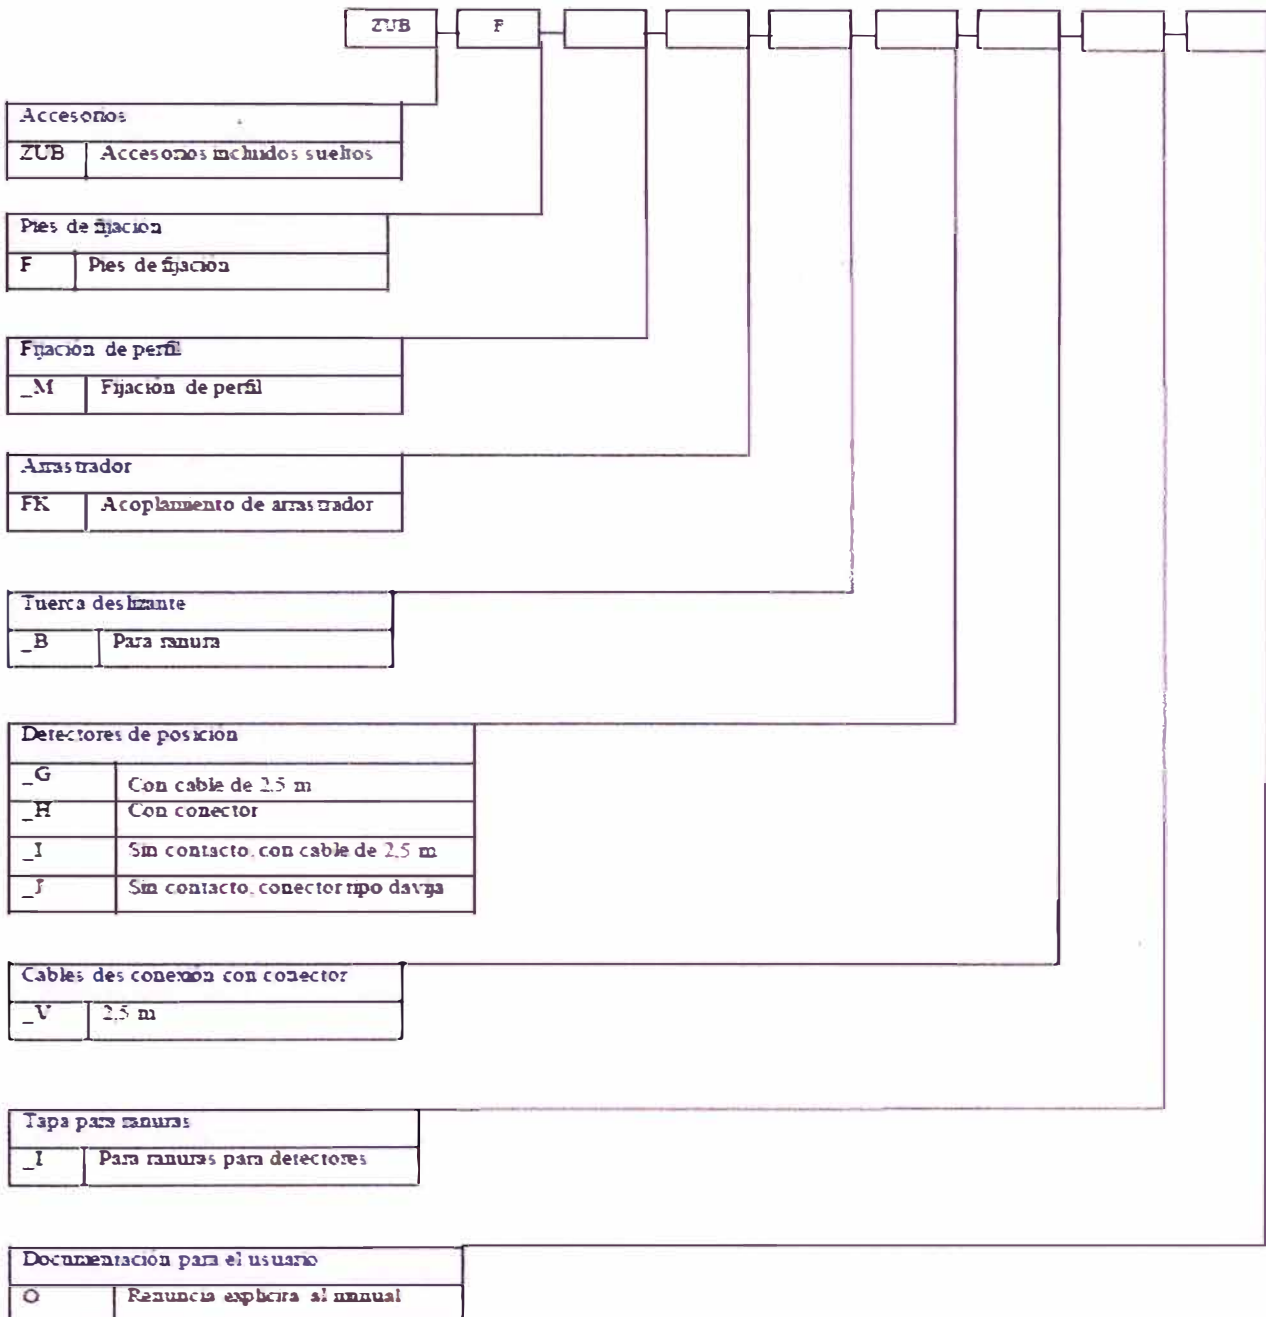 ZUB F
Accesorios
ZUB Accesorios incluidos sueltos
Pies de fijación
F Pies de fijación
Fijación de perfil
_M Fijación de perfil
Arrastrador
FK Acoplamiento de arrastrador
Tuerca deslizante
_B Para ranura
Detectores de posición
_G Con cable de 2.5 m
_H Con conector
_I Sin contacto, con cable de 2,5 m
_J Sin contacto, conector tipo clavija
Cables des conexión con conector
_V 2,5 m
Tapa para ranuras
_I Para ranuras para detectores
Documentación para el usuario
O Renuncia explicita al manual